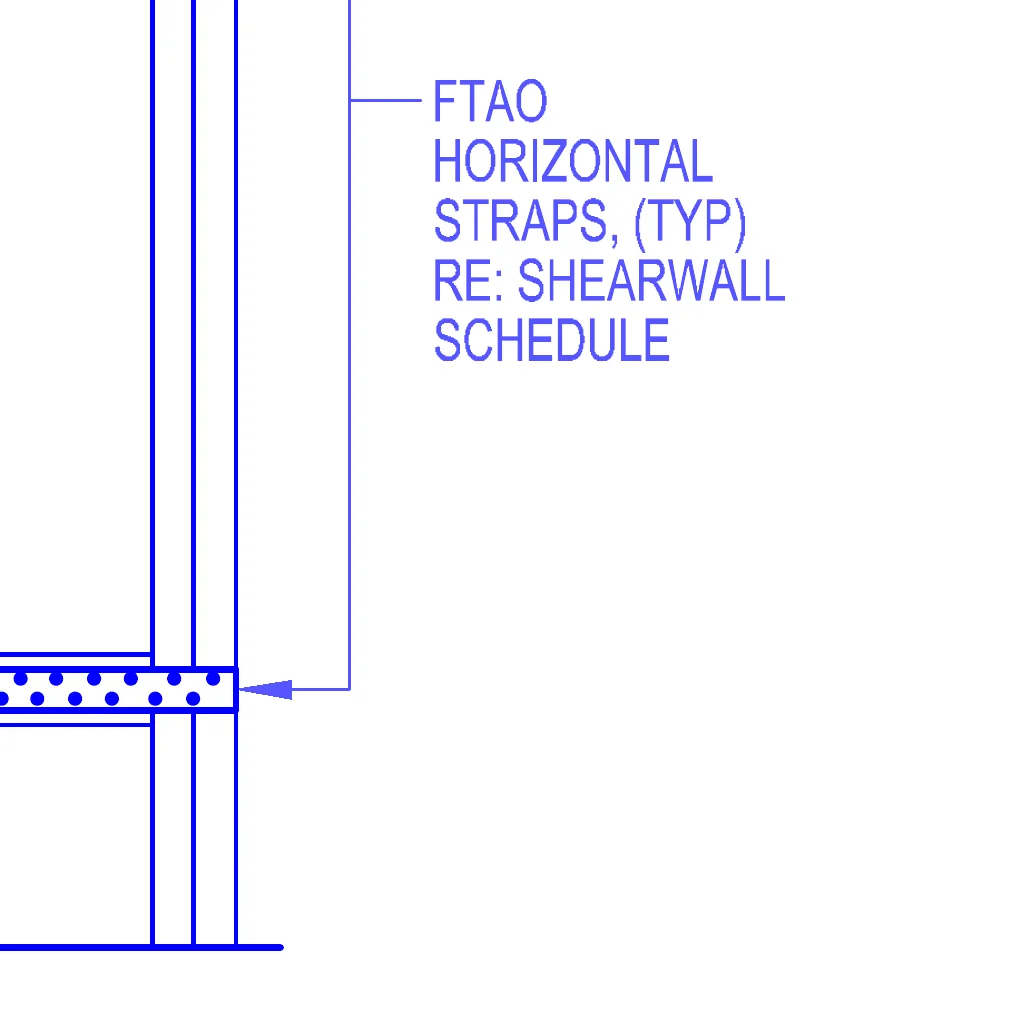 FTAO
HORIZONTAL
STRAPS, (TYP)
RE: SHEARWALL
SCHEDULE